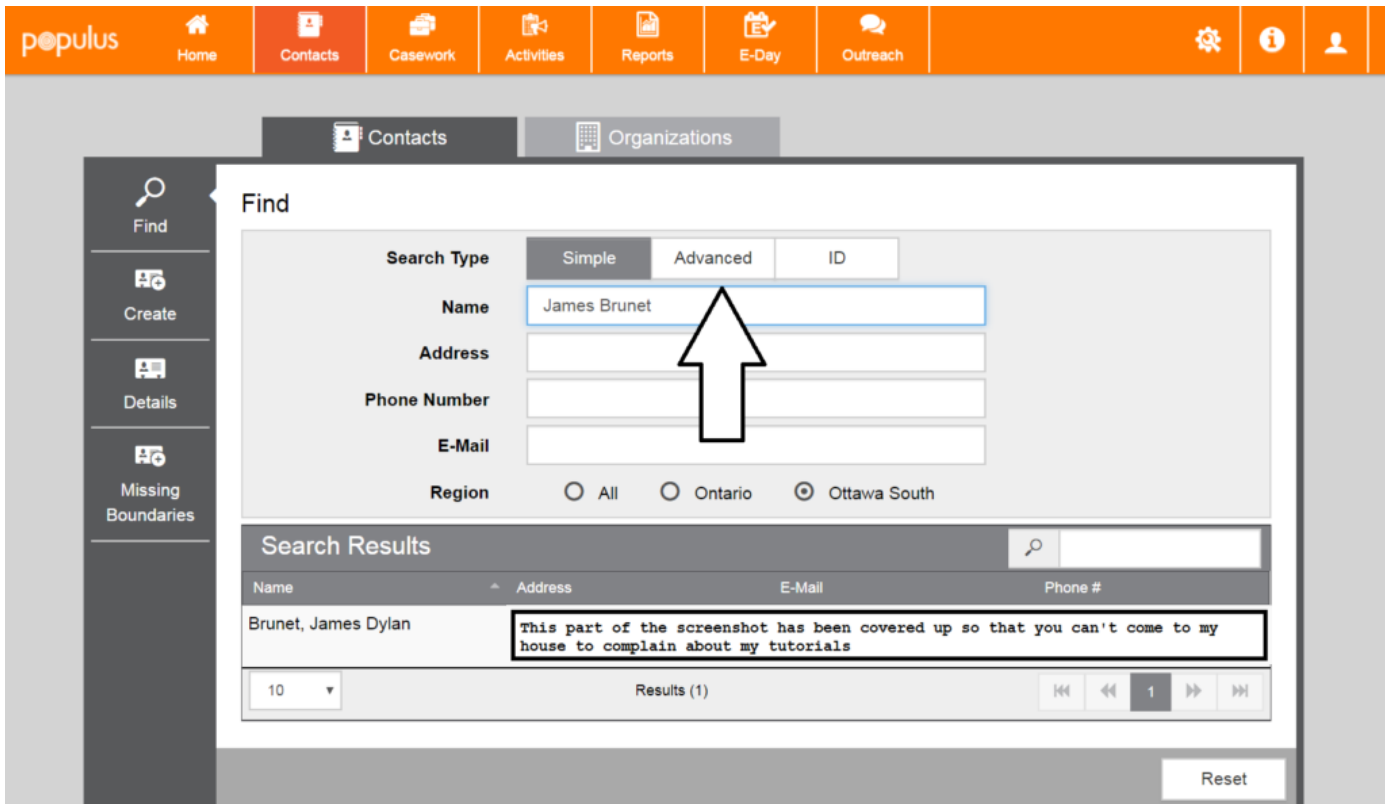 populus
Home
Contacts
Casework
Activities
Reports
E-Day
Outreach
Contacts
Organizations
Find
Create
Details
Missing
Boundaries
Find
Search Type Simple Advanced ID
Name James Brunet
Address
Phone Number
E-Mail
Region All Ontario Ottawa South
Search Results
Name Address E-Mail Phone #
Brunet, James Dylan
This part of the screenshot has been covered up so that you can't come to my
house to complain about my tutorials
10 Results (1) 1
Reset